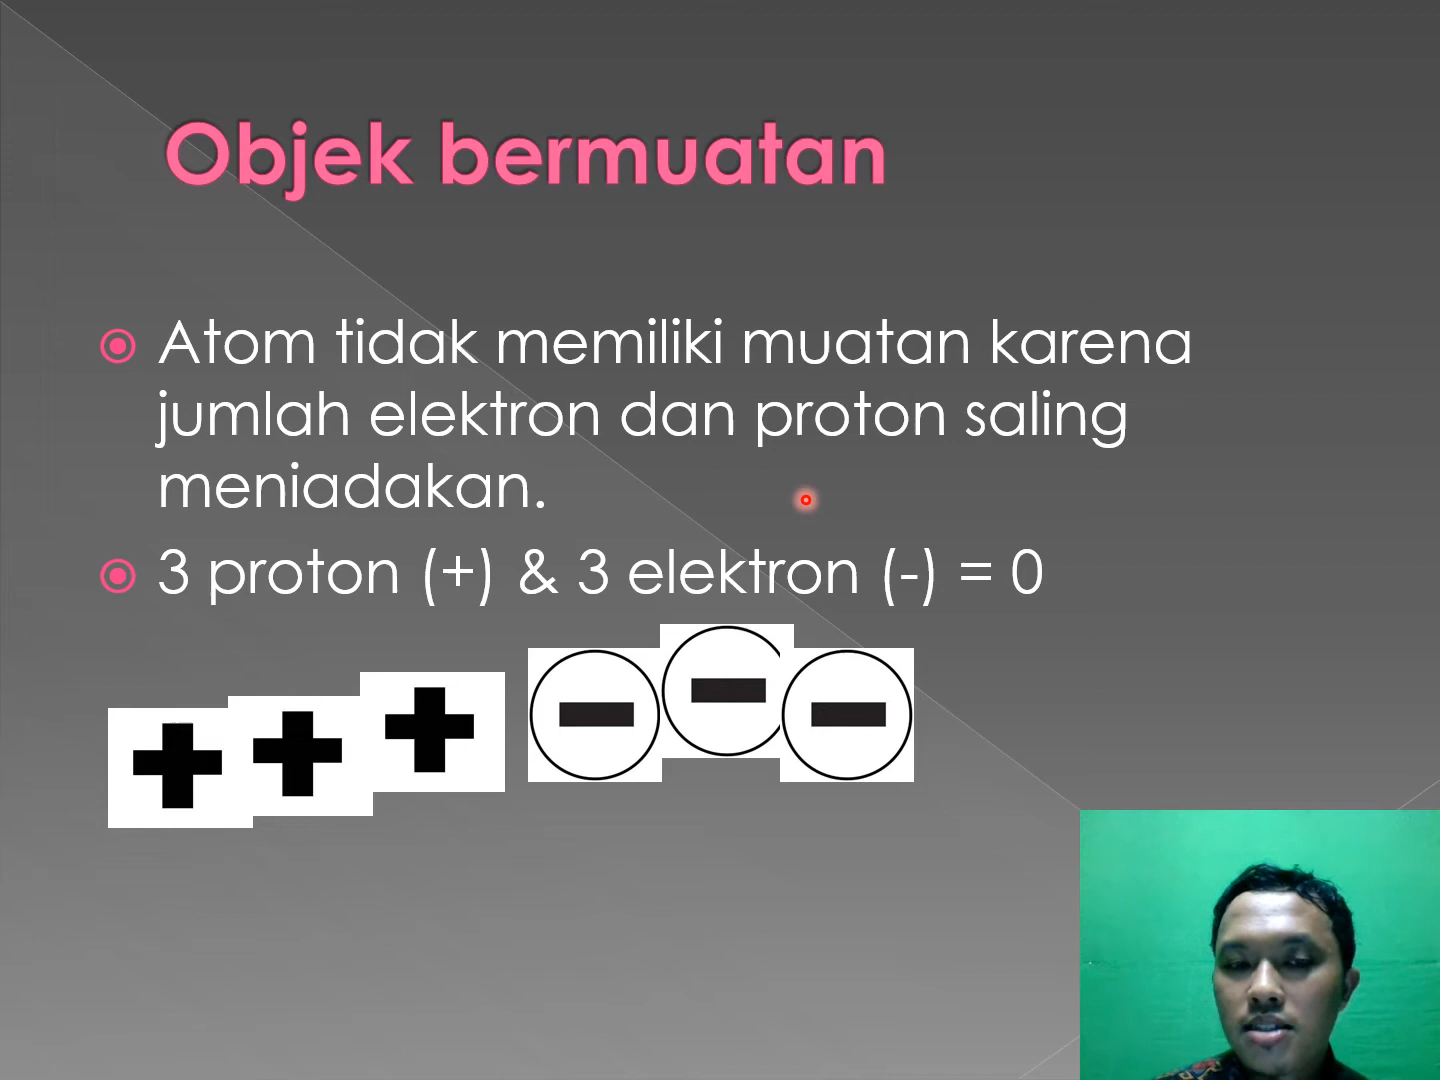 Objek bermuatan
Atom tidak memiliki muatan karena
jumlah elektron dan proton saling
meniadakan.
3 proton (+) & 3 elektron (-) = 0